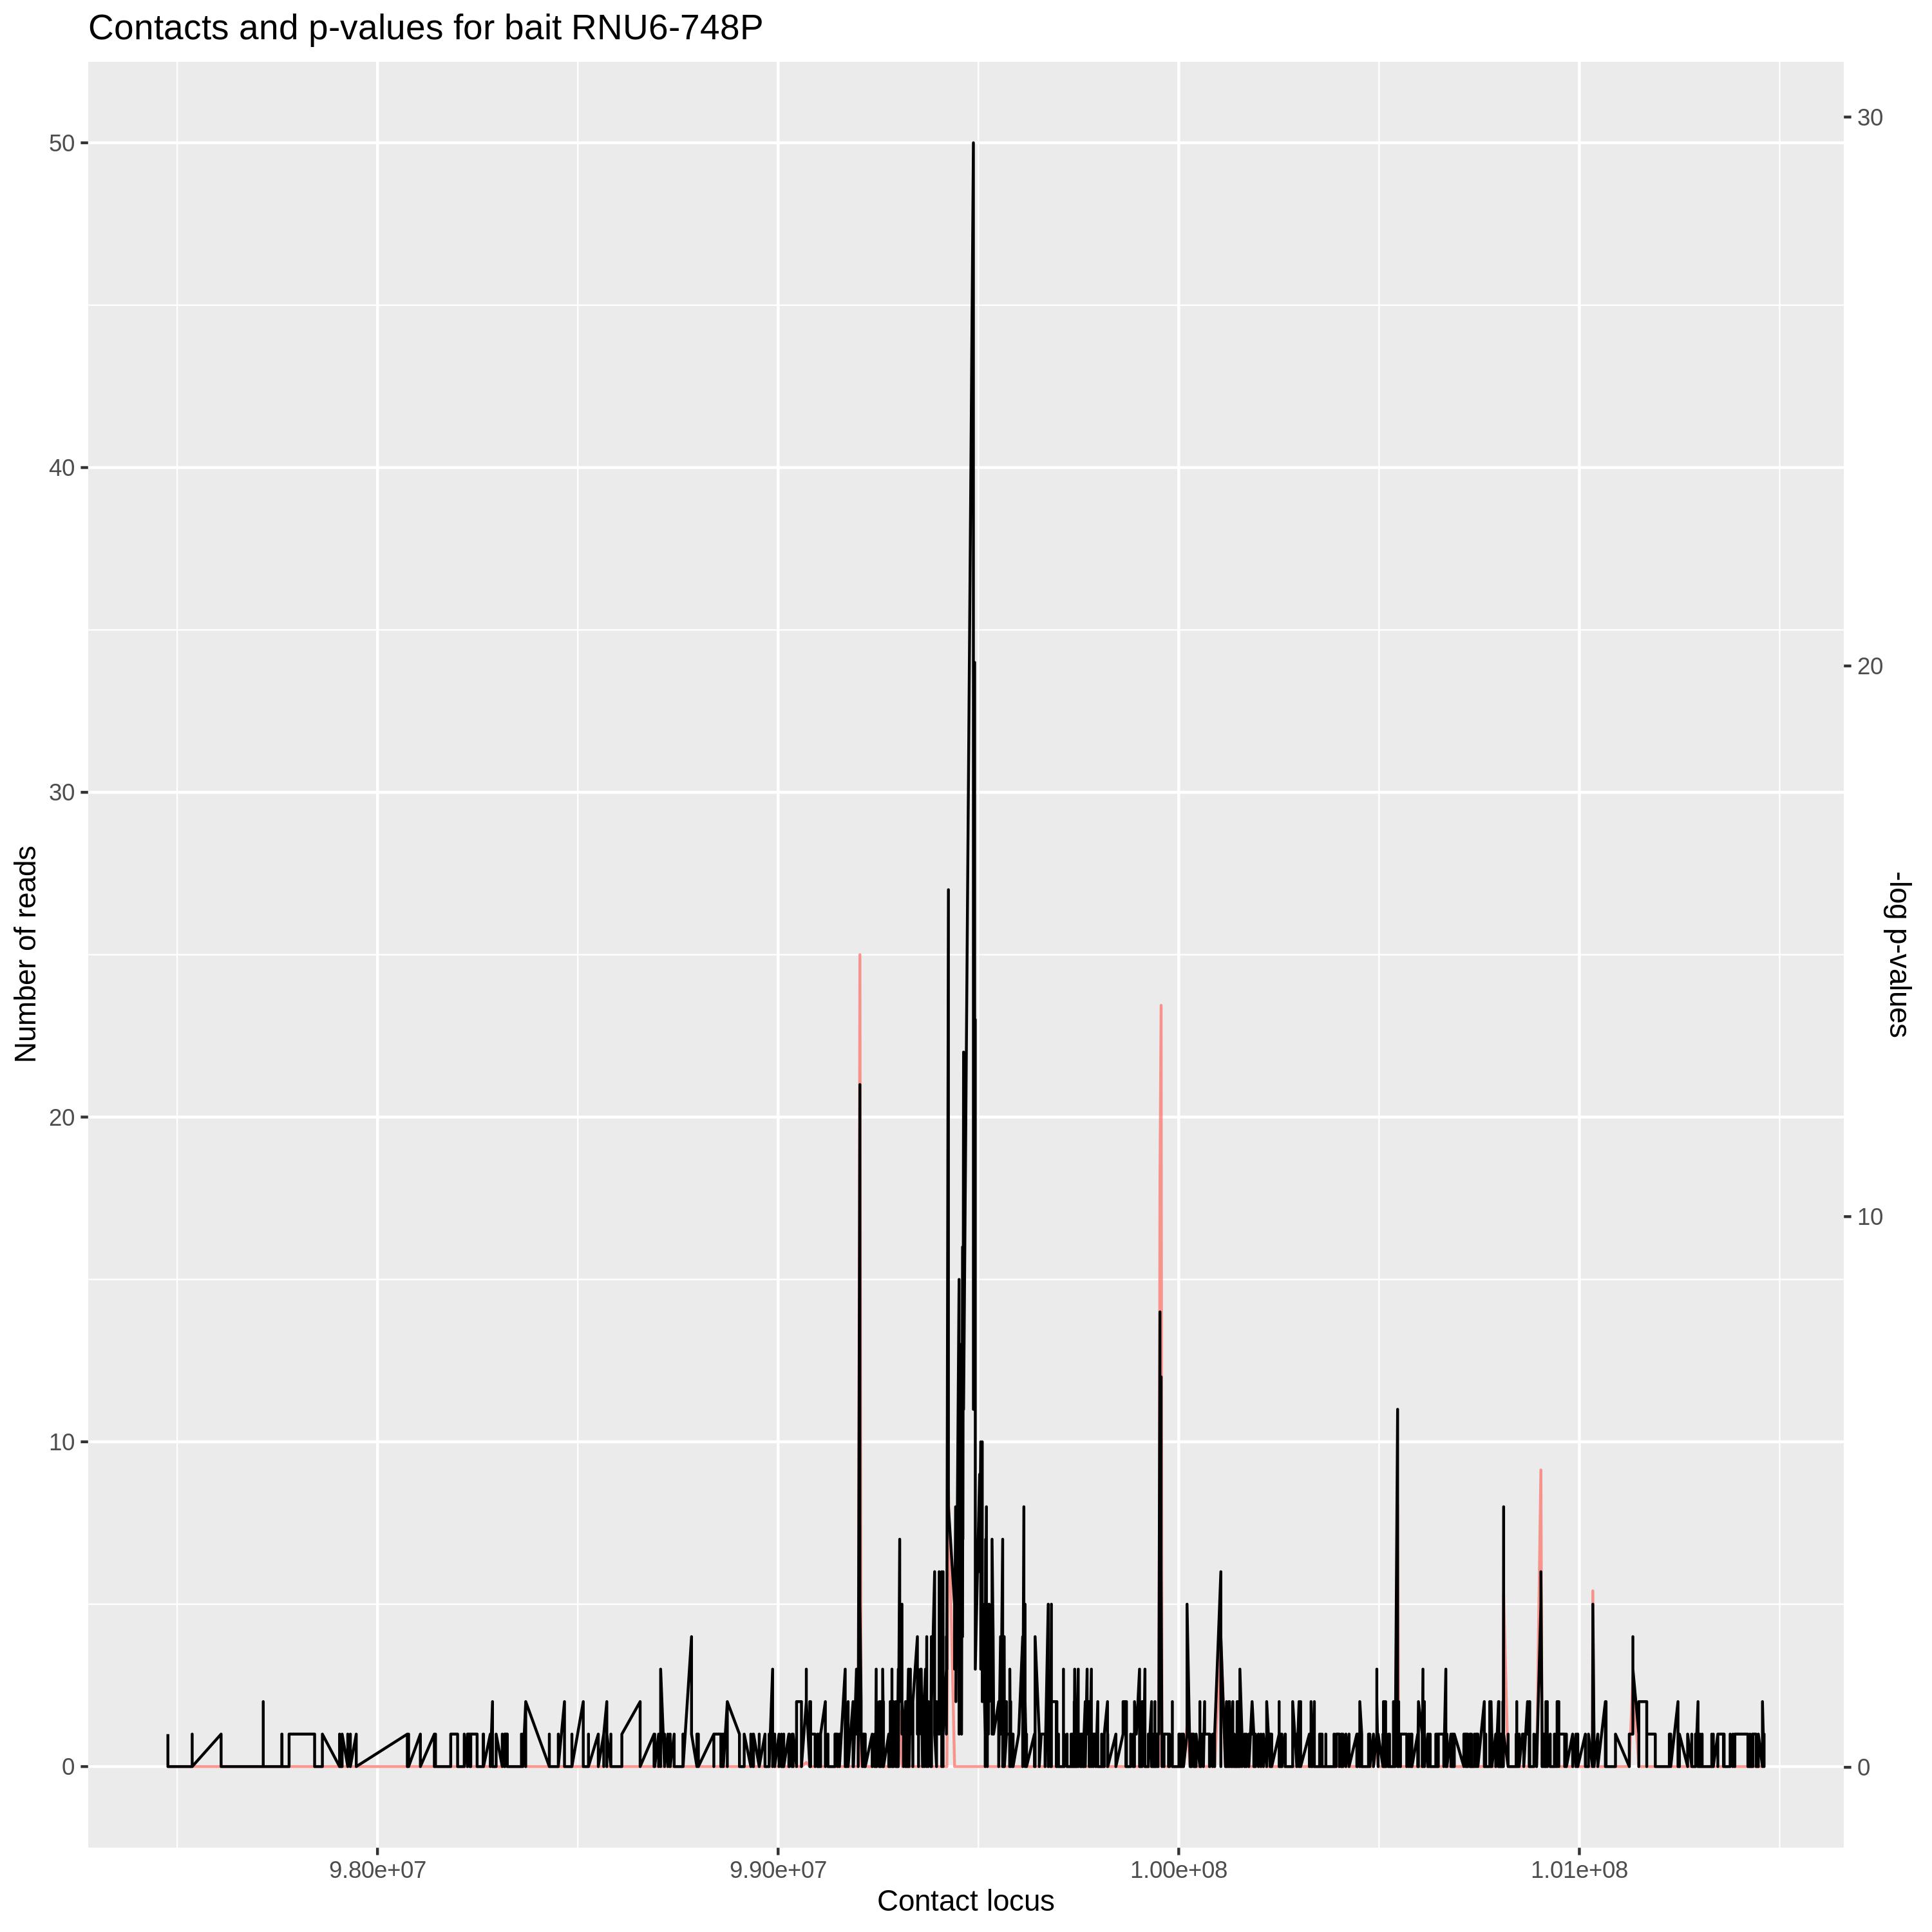 Contacts and p-values for bait RNU6-748P
50
40
30
20
10
0
Number of reads
30
20
10
0
-log p-values
9.80e+07
9.90e+07
1.00e+08
1.01e+08
Contact locus